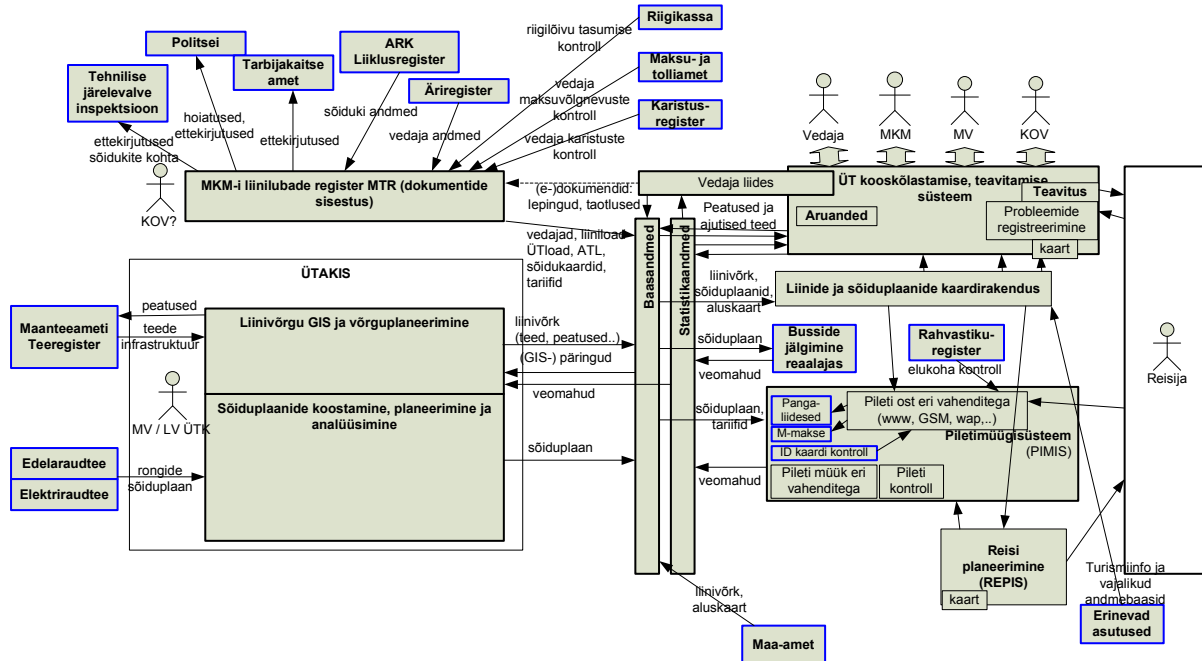 Riigikassa
riigilõivu tasumise
kontroll
Politsei
ARK
Liiklusregister
Tarbijakaitse
amet
Maksu- ja
tolliamet
Tehnilise
järelevalve
inspektsioon
Äriregister
vedaja
maksuvõlgnevuste
kontroll
Karistus-
register
hoiatused,
ettekirjutused
sõiduki andmed
ettekirjutused
vedaja andmed
vedaja karistuste
kontroll
ettekirjutused
sõidukite kohta
KOV?
MKM-i liinilubade register MTR (dokumentide
sisestus)
Vedaja
MKM
MV
KOV
Vedaja liides
(e-)dokumendid:
lepingud, taotlused
ÜT kooskõlastamise, teavitamise
süsteem
Teavitus
Aruanded
Probleemide
registreerimine
kaart
Peatused ja
ajutised teed
vedajad, liiniload,
ÜTload, ATL,
sõidukaardid,
tariifid
Baasandmed
Statistikaandmed
ÜTAKIS
peatused
Maanteeameti
Teeregister
teede
infrastruktuur
Liinivõrgu GIS ja võrguplaneerimine
liinivõrk
(teed, peatused..)
(GIS-) päringud
veomahud
liinivõrk,
sõiduplaanid,
aluskaart
Liinide ja sõiduplaanide kaardirakendus
sõiduplaan
Busside
jälgimine
reaalajas
veomahud
Rahvastiku-
register
elukoha kontroll
Reisija
MV / LV ÜTK
Sõiduplaanide koostamine, planeerimine ja
analüüsimine
sõiduplaan,
tariifid
Panga-
liidesed
M-makse
Pileti ost eri vahenditega
(www, GSM, wap,..)
Piletimüügisüsteem
(PIMIS)
ID kaardi kontroll
Pileti müük eri
vahenditega
Pileti
kontroll
veomahud
Edelaraudtee
Elektriraudtee
rongide
sõiduplaan
sõiduplaan
Reisi
planeerimine
(REPIS)
kaart
Turismiinfo ja
vajalikud
andmebaasid
Erinevad
asutused
liinivõrk,
aluskaart
Maa-amet